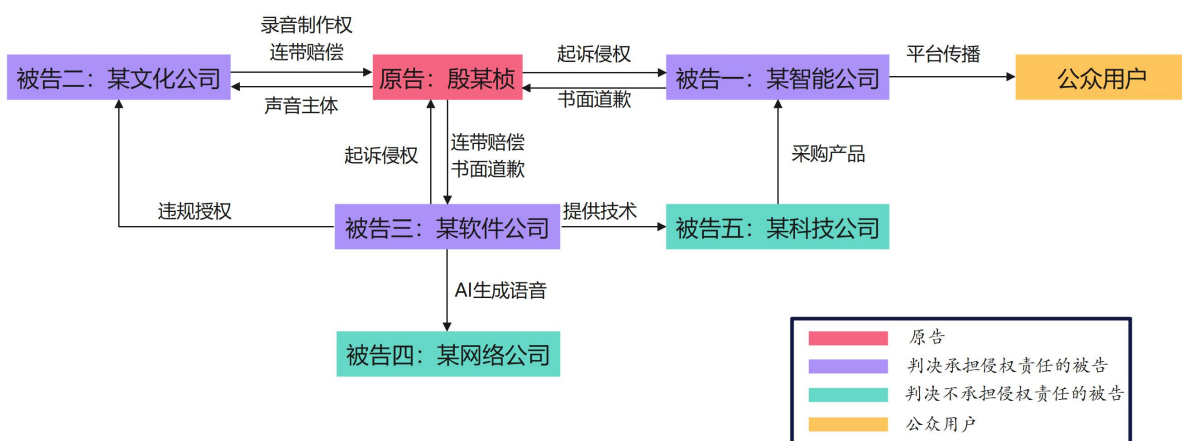 录音制作权
连带赔偿
起诉侵权
平台传播
被告二：某文化公司
原告：殷某桢
被告一：某智能公司
公众用户
声音主体
书面道歉
起诉侵权
连带赔偿
书面道歉
采购产品
违规授权
被告三：某软件公司
提供技术
被告五：某科技公司
AI生成语音
被告四：某网络公司
原告
判决承担侵权责任的被告
判决不承担侵权责任的被告
公众用户